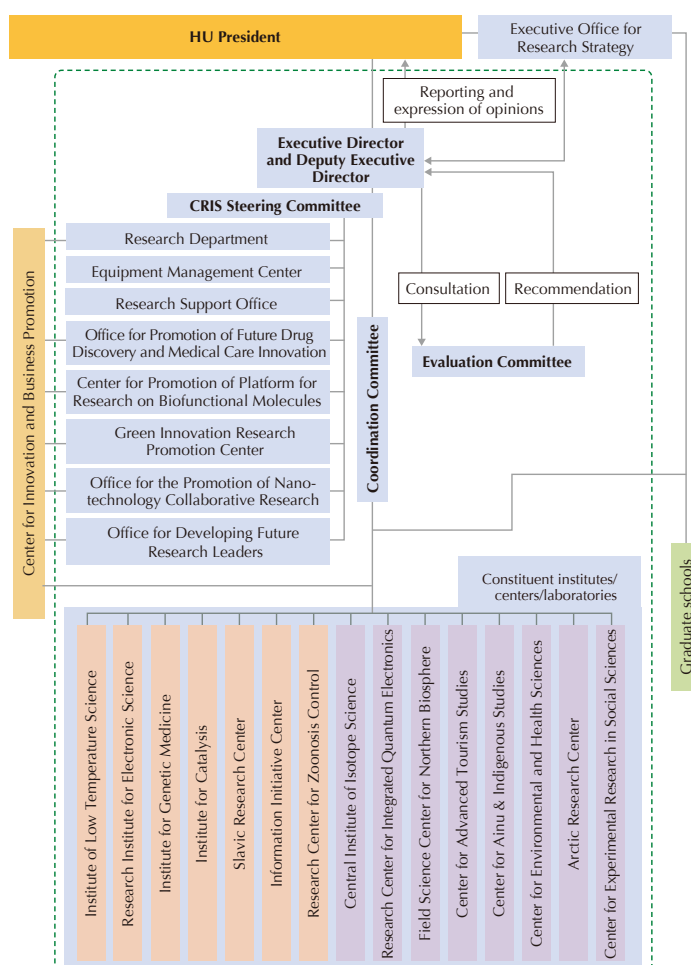 HU President
Executive Office for
Research Strategy
Reporting and
expression of opinions
Executive Director
and Deputy Executive
Director
CRIS Steering Committee
Research Department
Equipment Management Center
Research Support Office
Office for Promotion of Future Drug
Discovery and Medical Care Innovation
Center for Promotion of Platform for
Research on Biofunctional Molecules
Green Innovation Research
Promotion Center
Office for the Promotion of Nano-
technology Collaborative Research
Office for Developing Future
Research Leaders
Center for Innovation and Business Promotion
Coordination Committee
Consultation
Recommendation
Evaluation Committee
Graduate schools
Constituent institutes/
centers/laboratories
Institute of Low Temperature Science
Research Institute for Electronic Science
Institute for Genetic Medicine
Institute for Catalysis
Slavic Research Center
Information Initiative Center
Research Center for Zoonosis Control
Central Institute of Isotope Science
Research Center for Integrated Quantum Electronics
Field Science Center for Northern Biosphere
Center for Advanced Tourism Studies
Center for Ainu & Indigenous Studies
Center for Environmental and Health Sciences
Arctic Research Center
Center for Experimental Research in Social Sciences